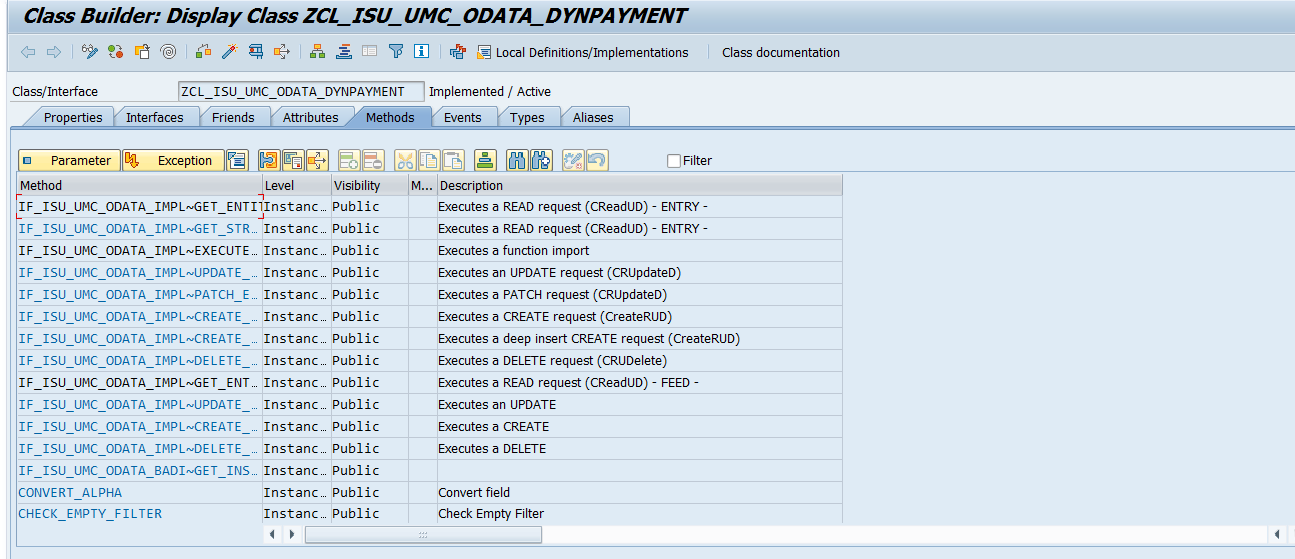 Class Builder: Display Class ZCL_ISU_UMC_ODATA_DYNPAYMENT
Local Definitions/Implementations Class documentation
Class/Interface ZCL_ISU_UMC_ODATA_DYNPAYMENT Implemented / Active
Properties Interfaces Friends Attributes Methods Events Types Aliases
Parameter Exception Filter
Method Level Visibility M... Description
IF_ISU_UMC_ODATA_IMPL~GET_ENTIT Instanc… Public Executes a READ request (CReadUD) - ENTRY -
IF_ISU_UMC_ODATA_IMPL~GET_STR… Instanc… Public Executes a READ request (CReadUD) - ENTRY -
IF_ISU_UMC_ODATA_IMPL~EXECUTE… Instanc… Public Executes a function import
IF_ISU_UMC_ODATA_IMPL~UPDATE_… Instanc… Public Executes an UPDATE request (CRUpdateD)
IF_ISU_UMC_ODATA_IMPL~PATCH_E… Instanc… Public Executes a PATCH request (CRUpdateD)
IF_ISU_UMC_ODATA_IMPL~CREATE_… Instanc… Public Executes a CREATE request (CreateRUD)
IF_ISU_UMC_ODATA_IMPL~CREATE_… Instanc… Public Executes a deep insert CREATE request (CreateRUD)
IF_ISU_UMC_ODATA_IMPL~DELETE_… Instanc… Public Executes a DELETE request (CRUDelete)
IF_ISU_UMC_ODATA_IMPL~GET_ENT… Instanc… Public Executes a READ request (CReadUD) - FEED -
IF_ISU_UMC_ODATA_IMPL~UPDATE_… Instanc… Public Executes an UPDATE
IF_ISU_UMC_ODATA_IMPL~CREATE_… Instanc… Public Executes a CREATE
IF_ISU_UMC_ODATA_IMPL~DELETE_… Instanc… Public Executes a DELETE
IF_ISU_UMC_ODATA_BADI~GET_INS… Instanc… Public
CONVERT_ALPHA Instanc… Public Convert field
CHECK_EMPTY_FILTER Instanc… Public Check Empty Filter